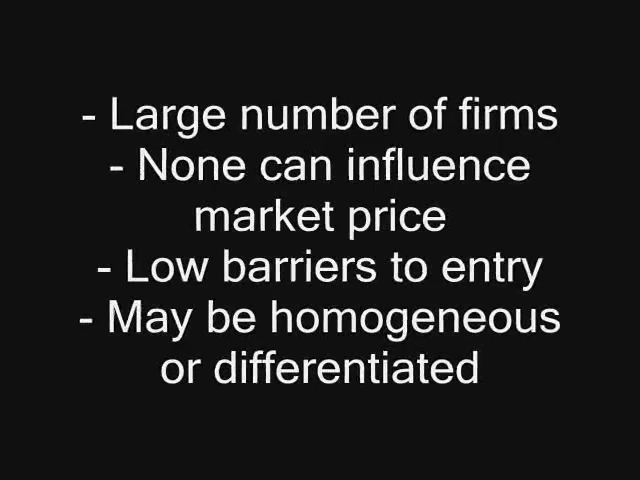 - Large number of firms
- None can influence
market price
- Low barriers to entry
- May be homogeneous
or differentiated